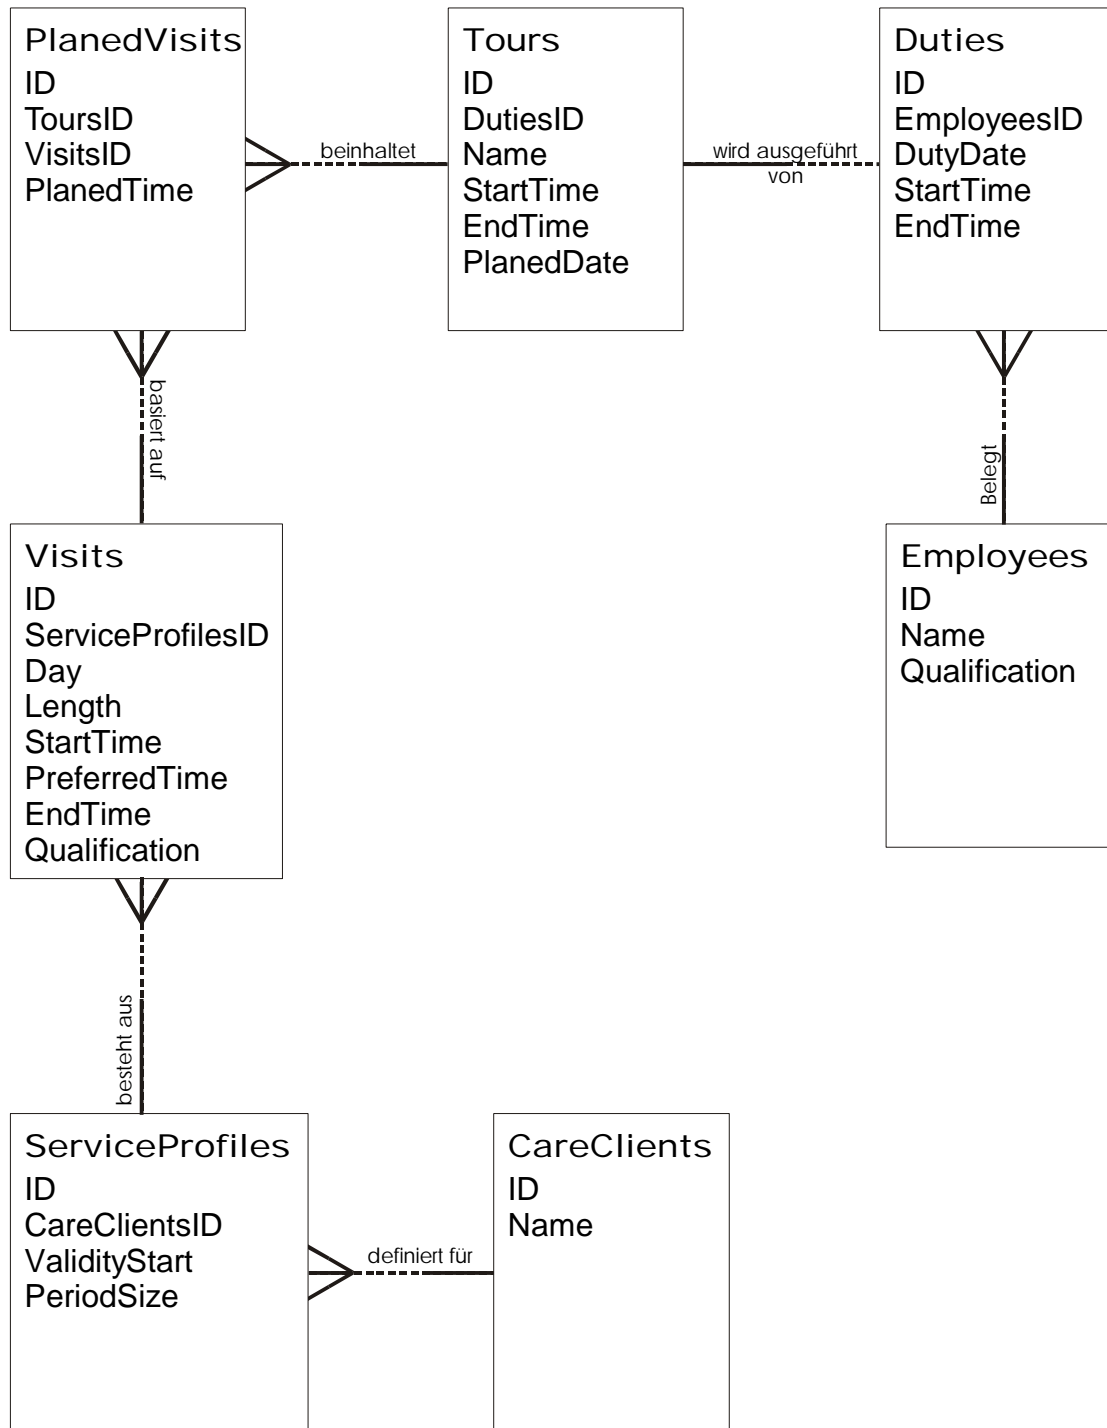 PlanedVisits
ID
ToursID
VisitsID
PlanedTime
beinhaltet
Tours
ID
DutiesID
Name
StartTime
EndTime
PlanedDate
wird ausgeführt
von
Duties
ID
EmployeesID
DutyDate
StartTime
EndTime
basiert auf
Belegt
Visits
ID
ServiceProfilesID
Day
Length
StartTime
PreferredTime
EndTime
Qualification
Employees
ID
Name
Qualification
besteht aus
ServiceProfiles
ID
CareClientsID
ValidityStart
PeriodSize
definiert für
CareClients
ID
Name